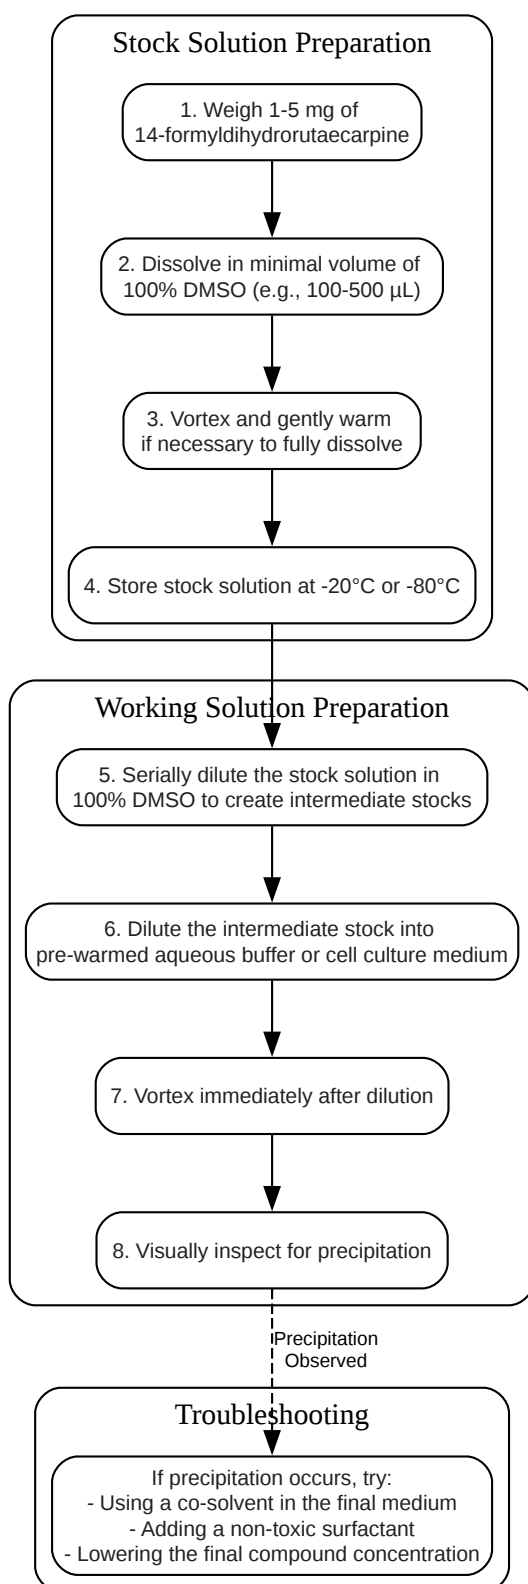 Stock Solution Preparation
1. Weigh 1-5 mg of
14-formyldihydrorutaecarpine
2. Dissolve in minimal volume of
100% DMSO (e.g., 100-500 µL)
3. Vortex and gently warm
if necessary to fully dissolve
4. Store stock solution at -20°C or -80°C
Working Solution Preparation
5. Serially dilute the stock solution in
100% DMSO to create intermediate stocks
6. Dilute the intermediate stock into
pre-warmed aqueous buffer or cell culture medium
7. Vortex immediately after dilution
8. Visually inspect for precipitation
Precipitation
Observed
Troubleshooting
If precipitation occurs, try:
- Using a co-solvent in the final medium
- Adding a non-toxic surfactant
- Lowering the final compound concentration